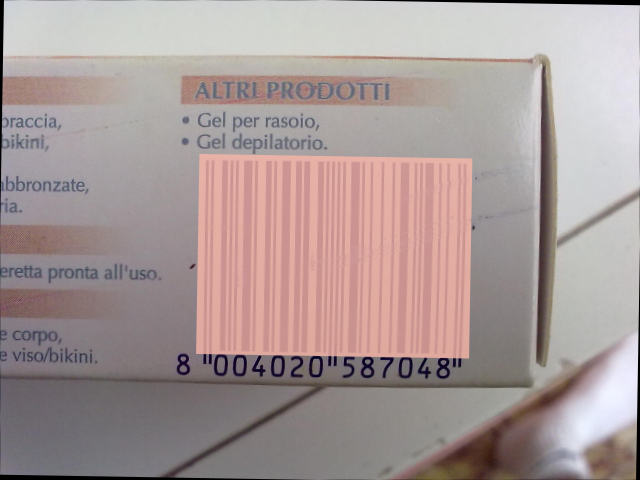 ALTRI PRODOTTI
• Gel per rasoio,
• Gel depilatorio.
braccia,
bikini,
abbronzate,
ria.
eretta pronta all'uso.
e corpo,
e viso/bikini.
8 "004020"587048"